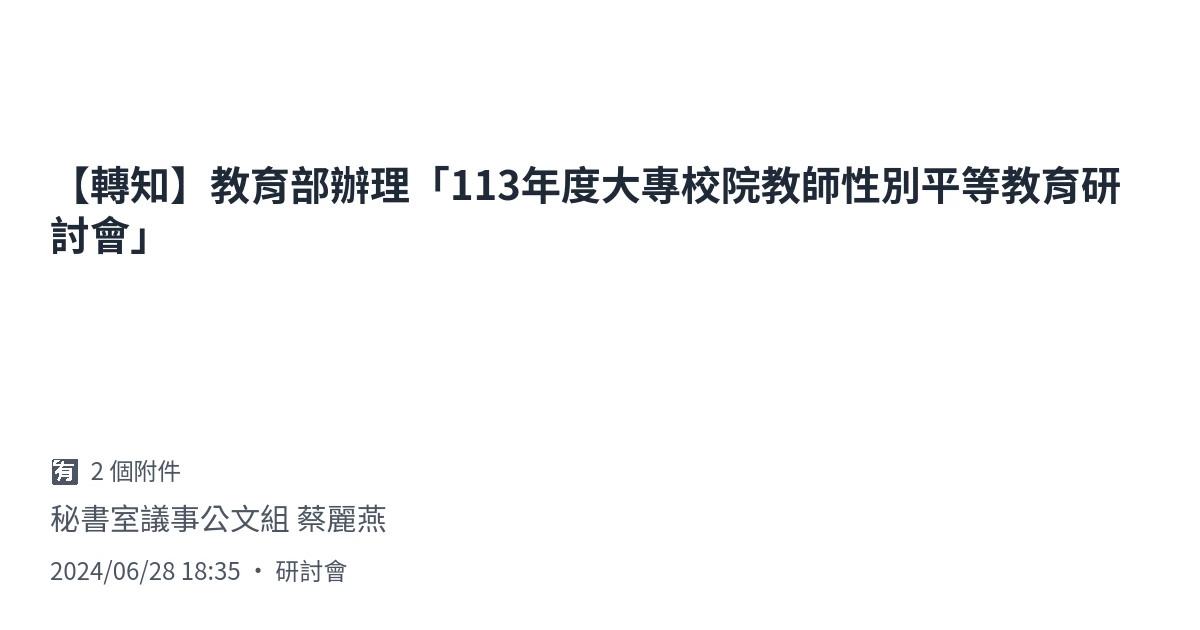 【轉知】教育部辦理「113年度大專校院教師性別平等教育研
討會」
🈶 2 個附件
秘書室議事公文組 蔡麗燕
2024/06/28 18:35 ・ 研討會